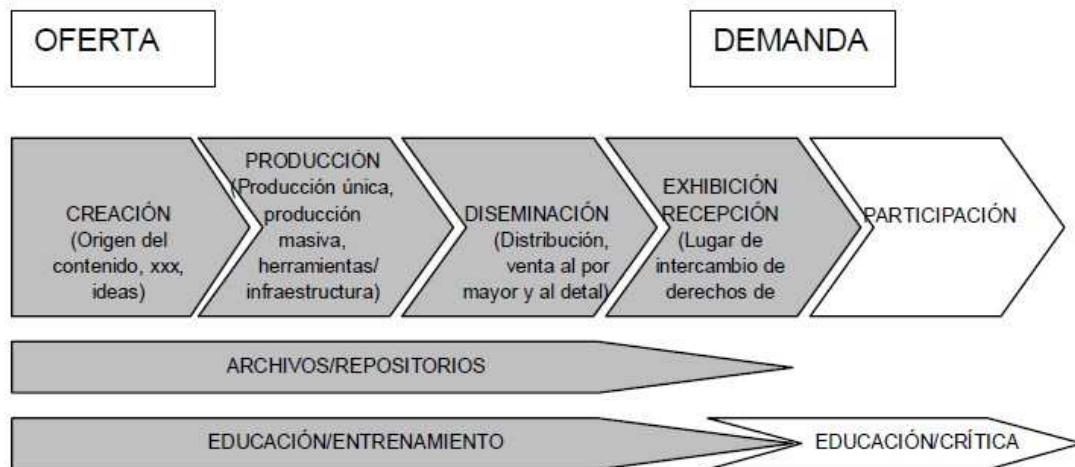 OFERTA
DEMANDA
CREACIÓN
(Origen del
contenido, xxx,
ideas)
PRODUCCIÓN
(Producción única,
producción
masiva,
herramientas/
infraestructura)
DISEMINACIÓN
(Distribución,
venta al por
mayor y al detal)
EXHIBICIÓN
RECEPCIÓN
(Lugar de
intercambio de
derechos de
PARTICIPACIÓN
ARCHIVOS/REPOSITORIOS
EDUCACIÓN/ENTRENAMIENTO
EDUCACIÓN/CRÍTICA